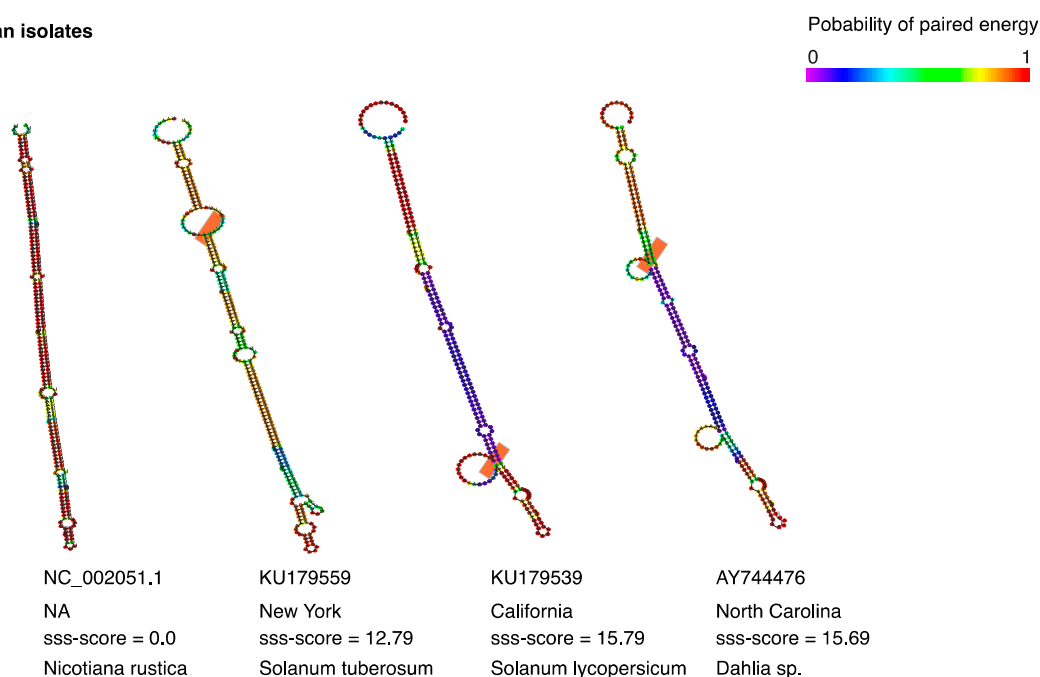 an isolates
Pobability of paired energy
0 1
NC_002051.1 KU179559 KU179539 AY744476
NA New York California North Carolina
sss-score = 0.0 sss-score = 12.79 sss-score = 15.79 sss-score = 15.69
Nicotiana rustica Solanum tuberosum Solanum lycopersicum Dahlia sp.